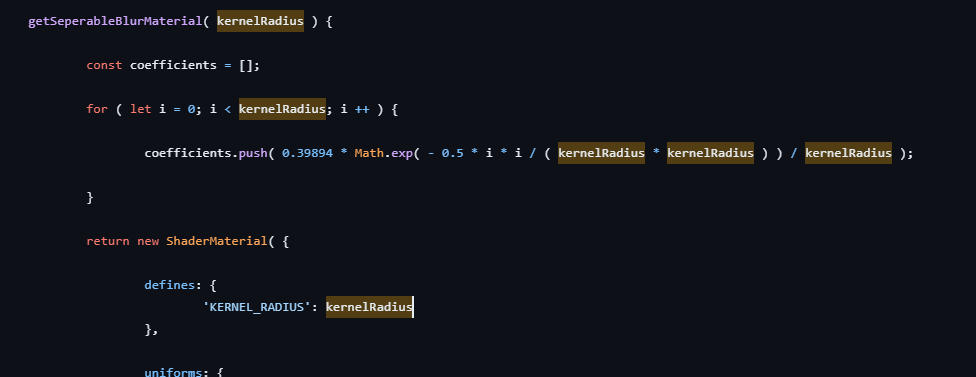 getSeperableBlurMaterial( kernelRadius ) {
const coefficients = [];
for ( let i = 0; i < kernelRadius; i ++ ) {
coefficients.push( 0.39894 * Math.exp( - 0.5 * i * i / ( kernelRadius * kernelRadius ) ) / kernelRadius );
}
return new ShaderMaterial( {
defines: {
'KERNEL_RADIUS': kernelRadius
},
uniforms: {